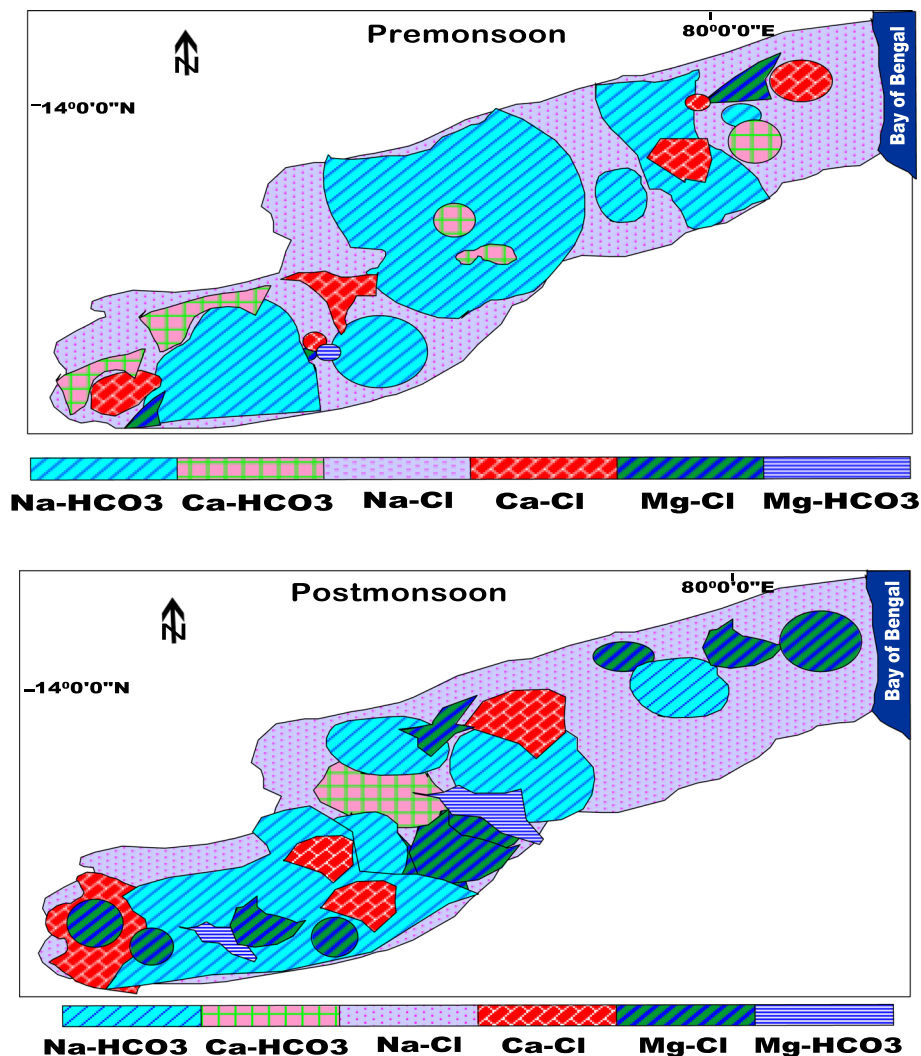 Premonsoon
80⁰0'0"E
N
14⁰0'0"N
Bay of Bengal
Na-HCO3 Ca-HCO3 Na-Cl Ca-Cl Mg-Cl Mg-HCO3
Postmonsoon
80⁰0'0"E
N
14⁰0'0"N
Bay of Bengal
Na-HCO3 Ca-HCO3 Na-Cl Ca-Cl Mg-Cl Mg-HCO3